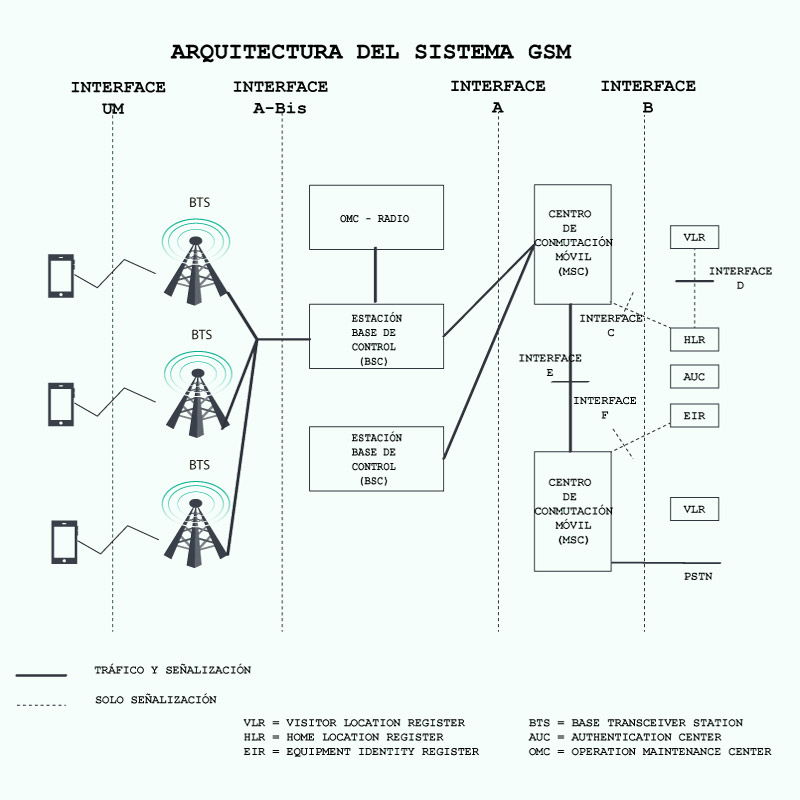 ARQUITECTURA DEL SISTEMA GSM
INTERFACE
UM
INTERFACE
A-Bis
INTERFACE
A
INTERFACE
B
BTS
OMC - RADIO
CENTRO
DE
CONMUTACIÓN
MÓVIL
(MSC)
VLR
INTERFACE
D
ESTACIÓN
BASE DE
CONTROL
(BSC)
INTERFACE
C
BTS
HLR
INTERFACE
E
AUC
INTERFACE
F
EIR
ESTACIÓN
BASE DE
CONTROL
(BSC)
BTS
CENTRO
DE
CONMUTACIÓN
MÓVIL
(MSC)
VLR
PSTN
TRÁFICO Y SEÑALIZACIÓN
SOLO SEÑALIZACIÓN
VLR = VISITOR LOCATION REGISTER
HLR = HOME LOCATION REGISTER
EIR = EQUIPMENT IDENTITY REGISTER
BTS = BASE TRANSCEIVER STATION
AUC = AUTHENTICATION CENTER
OMC = OPERATION MAINTENANCE CENTER